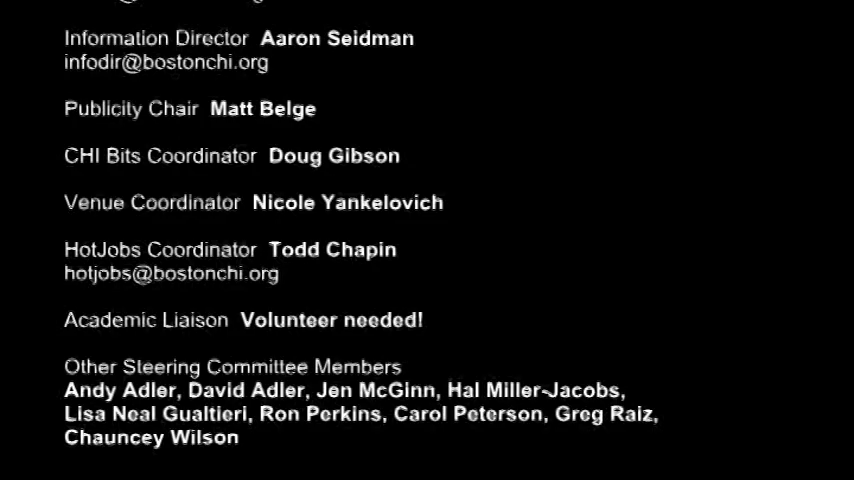 Information Director Aaron Seidman
infodir@bostonchi.org
Publicity Chair Matt Belge
CHI Bits Coordinator Doug Gibson
Venue Coordinator Nicole Yankelovich
HotJobs Coordinator Todd Chapin
hotjobs@bostonchi.org
Academic Liaison Volunteer needed!
Other Steering Committee Members
Andy Adler, David Adler, Jen McGinn, Hal Miller-Jacobs,
Lisa Neal Gualtieri, Ron Perkins, Carol Peterson, Greg Raiz,
Chauncey Wilson